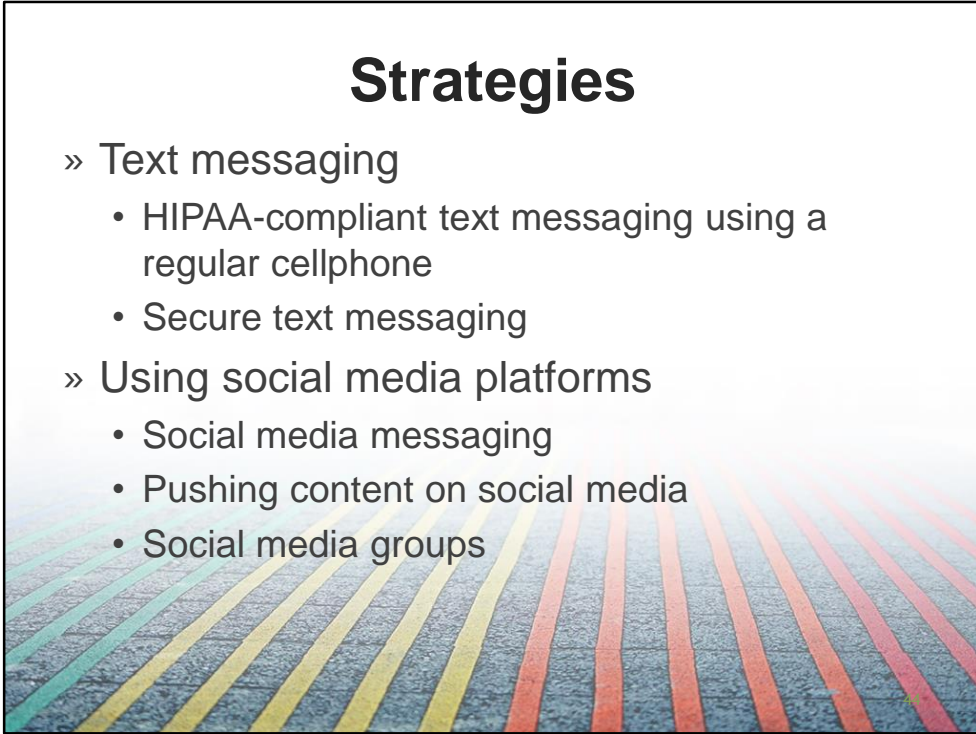 Strategies
» Text messaging
• HIPAA-compliant text messaging using a
regular cellphone
• Secure text messaging
» Using social media platforms
• Social media messaging
• Pushing content on social media
• Social media groups